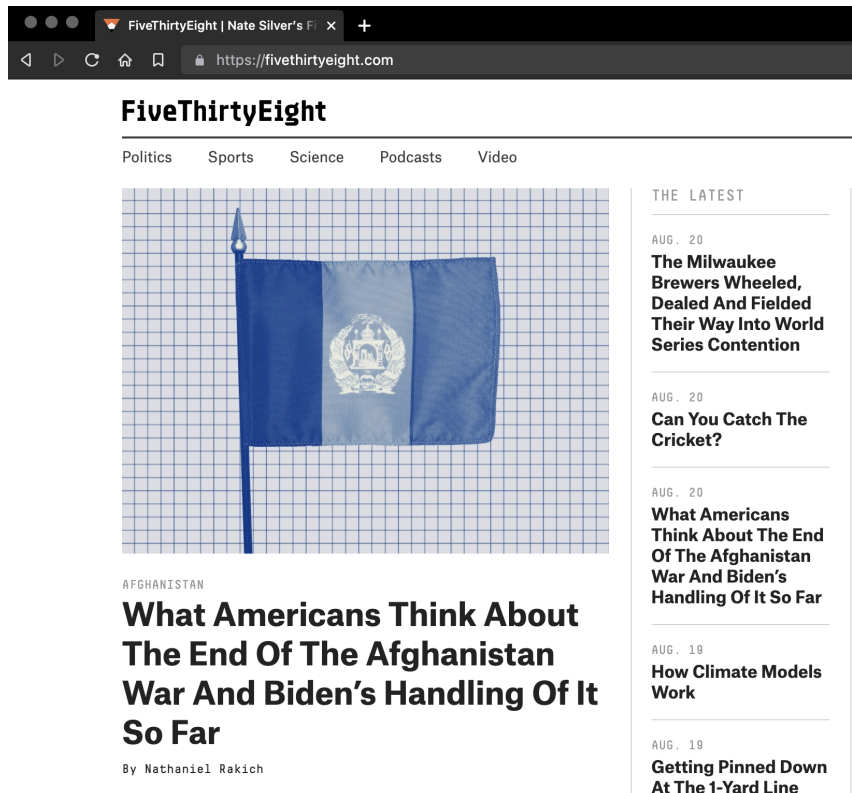 FiveThirtyEight | Nate Silver's Fi
https://fivethirtyeight.com
FiveThirtyEight
Politics Sports Science Podcasts Video
AFGHANISTAN
What Americans Think About
The End Of The Afghanistan
War And Biden’s Handling Of It
So Far
By Nathaniel Rakich
THE LATEST
AUG. 20
The Milwaukee
Brewers Wheeled,
Dealed And Fielded
Their Way Into World
Series Contention
AUG. 20
Can You Catch The
Cricket?
AUG. 20
What Americans
Think About The End
Of The Afghanistan
War And Biden’s
Handling Of It So Far
AUG. 19
How Climate Models
Work
AUG. 19
Getting Pinned Down
At The 1-Yard Line